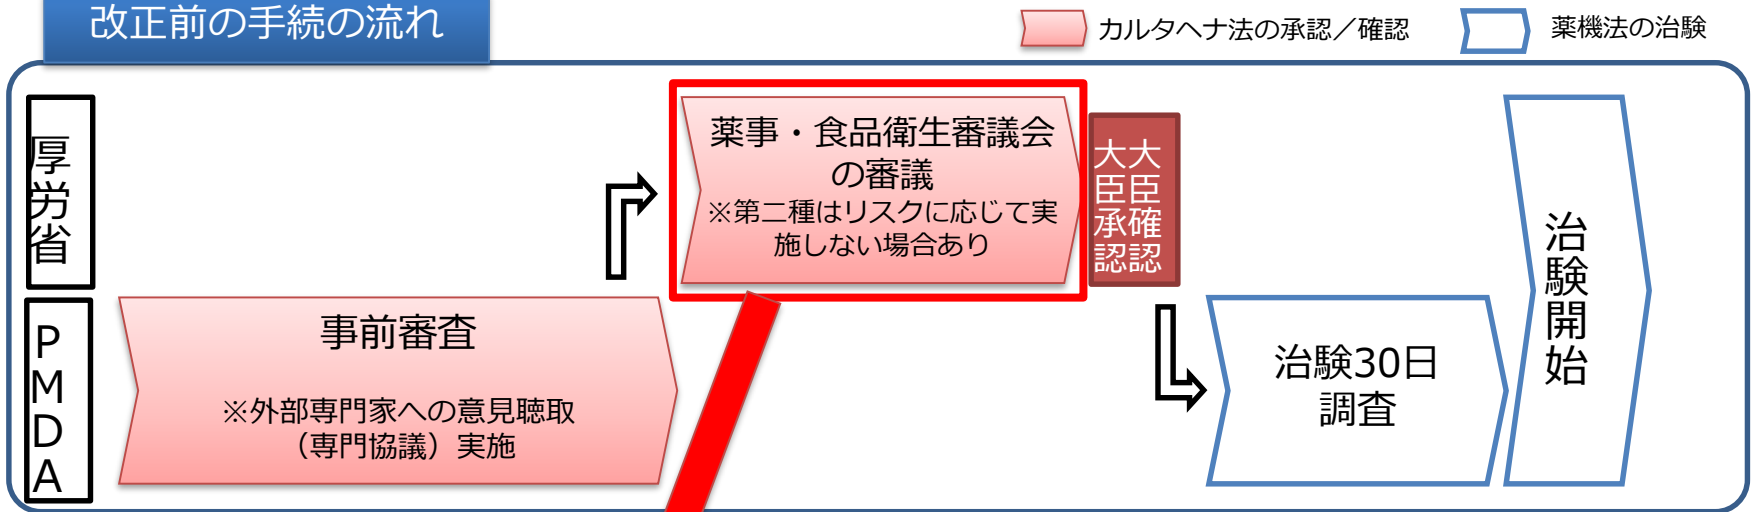 改正前の手続の流れ
カルタヘナ法の承認／確認
薬機法の治験
厚労省
薬事・食品衛生審議会
の審議
※第二種はリスクに応じて実
施しない場合あり
大臣確認
大臣承認
治験開始
PMDA
事前審査
※外部専門家への意見聴取
（専門協議）実施
治験30日
調査